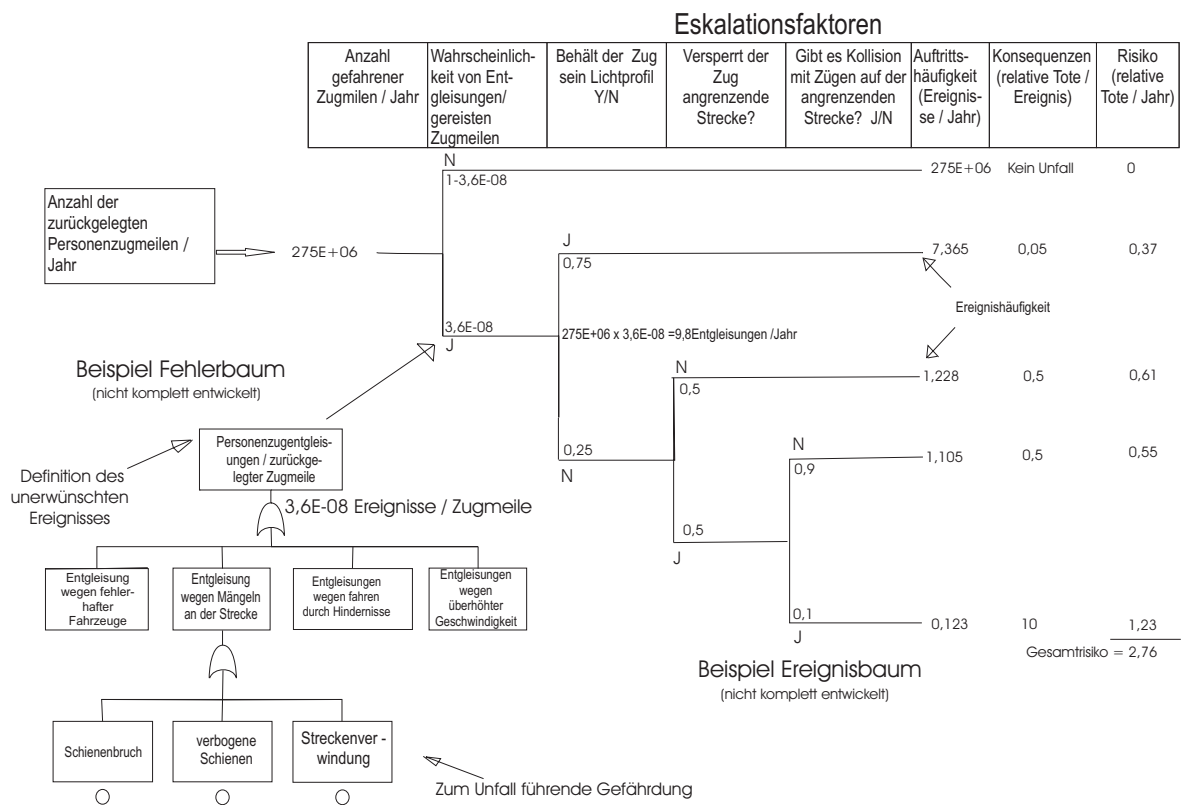 Eskalationsfaktoren
Anzahl
gefahrener
Zugmilen / Jahr
Wahrscheinlich-
keit von Ent-
gleisungen/
gereisten
Zugmeilen
Behält der Zug
sein Lichtprofil
Y/N
Versperrt der
Zug
angrenzende
Strecke?
Gibt es Kollision
mit Zügen auf der
angrenzenden
Strecke? J/N
Auftritts-
häufigkeit
(Ereignis-
se / Jahr)
Konsequenzen
(relative Tote /
Ereignis)
Risiko
(relative
Tote / Jahr)
N
1-3,6E-08
275E+06
Kein Unfall
0
Anzahl der
zurückgelegten
Personenzugmeilen /
Jahr
275E+06
J
0,75
7,365
0,05
0,37
Ereignishäufigkeit
3,6E-08
J
275E+06 x 3,6E-08 =9,8Entgleisungen /Jahr
Beispiel Fehlerbaum
(nicht komplett entwickelt)
N
0,5
1,228
0,5
0,61
Personenzugentgleis-
ungen / zurückge-
legter Zugmeile
0,25
N
N
0,9
1,105
0,5
0,55
Definition des
unerwünschten
Ereignisses
3,6E-08 Ereignisse / Zugmeile
0,5
J
Entgleisung
wegen fehler-
hafter
Fahrzeuge
Entgleisung
wegen Mängeln
an der Strecke
Entgleisungen
wegen fahren
durch Hindernisse
Entgleisungen
wegen
überhöhter
Geschwindigkeit
0,1
J
0,123
10
1,23
Gesamtrisiko = 2,76
Beispiel Ereignisbaum
(nicht komplett entwickelt)
Schienenbruch
verbogene
Schienen
Streckenver -
windung
Zum Unfall führende Gefährdung